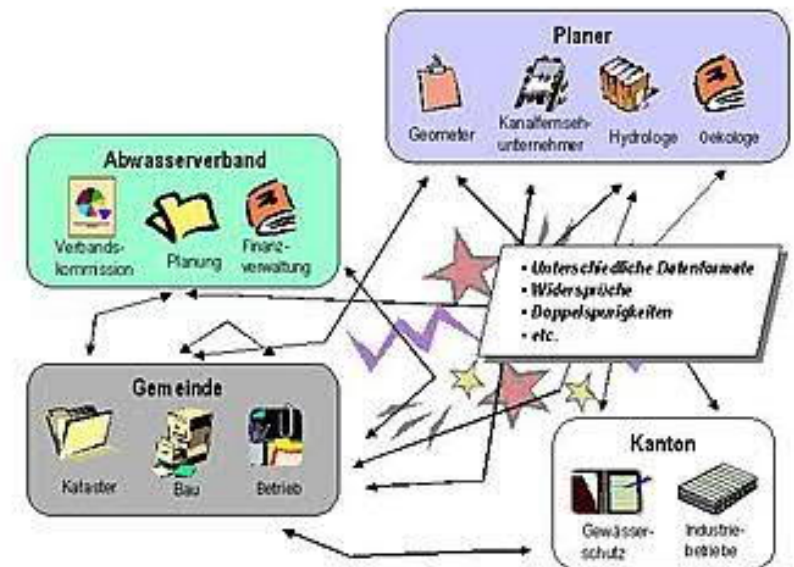 Planer
Geometer
Kanalfernseh-
unternehmer
Hydrologe
Oekologe
Abwasserverband
Verbands-
kommission
Planung
Finanz-
verwaltung
• Unterschiedliche Datenformate
• Widersprüche
• Doppelspurigkeiten
• etc.
Gemeinde
Kataster
Bau
Betrieb
Kanton
Gewässer-
schutz
Industrie-
betriebe